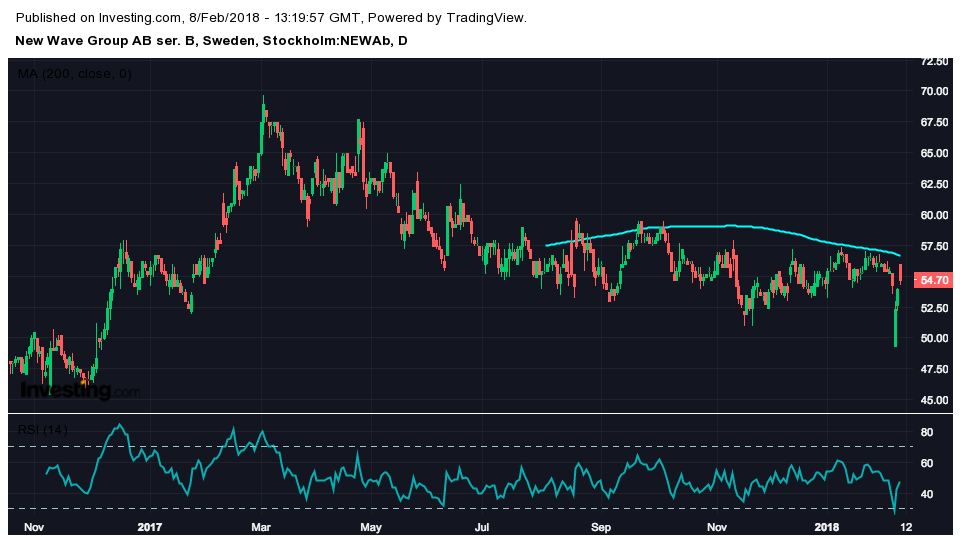 Published on Investing.com, 8/Feb/2018 - 13:19:57 GMT, Powered by TradingView.
New Wave Group AB ser. B, Sweden, Stockholm:NEWAb, D
MA (200, close, 0)
72.50
70.00
67.50
65.00
62.50
60.00
57.50
54.70
52.50
50.00
47.50
45.00
Investing.com
RSI (14)
80
60
40
Nov 2017 Mar May Jul Sep Nov 2018 12